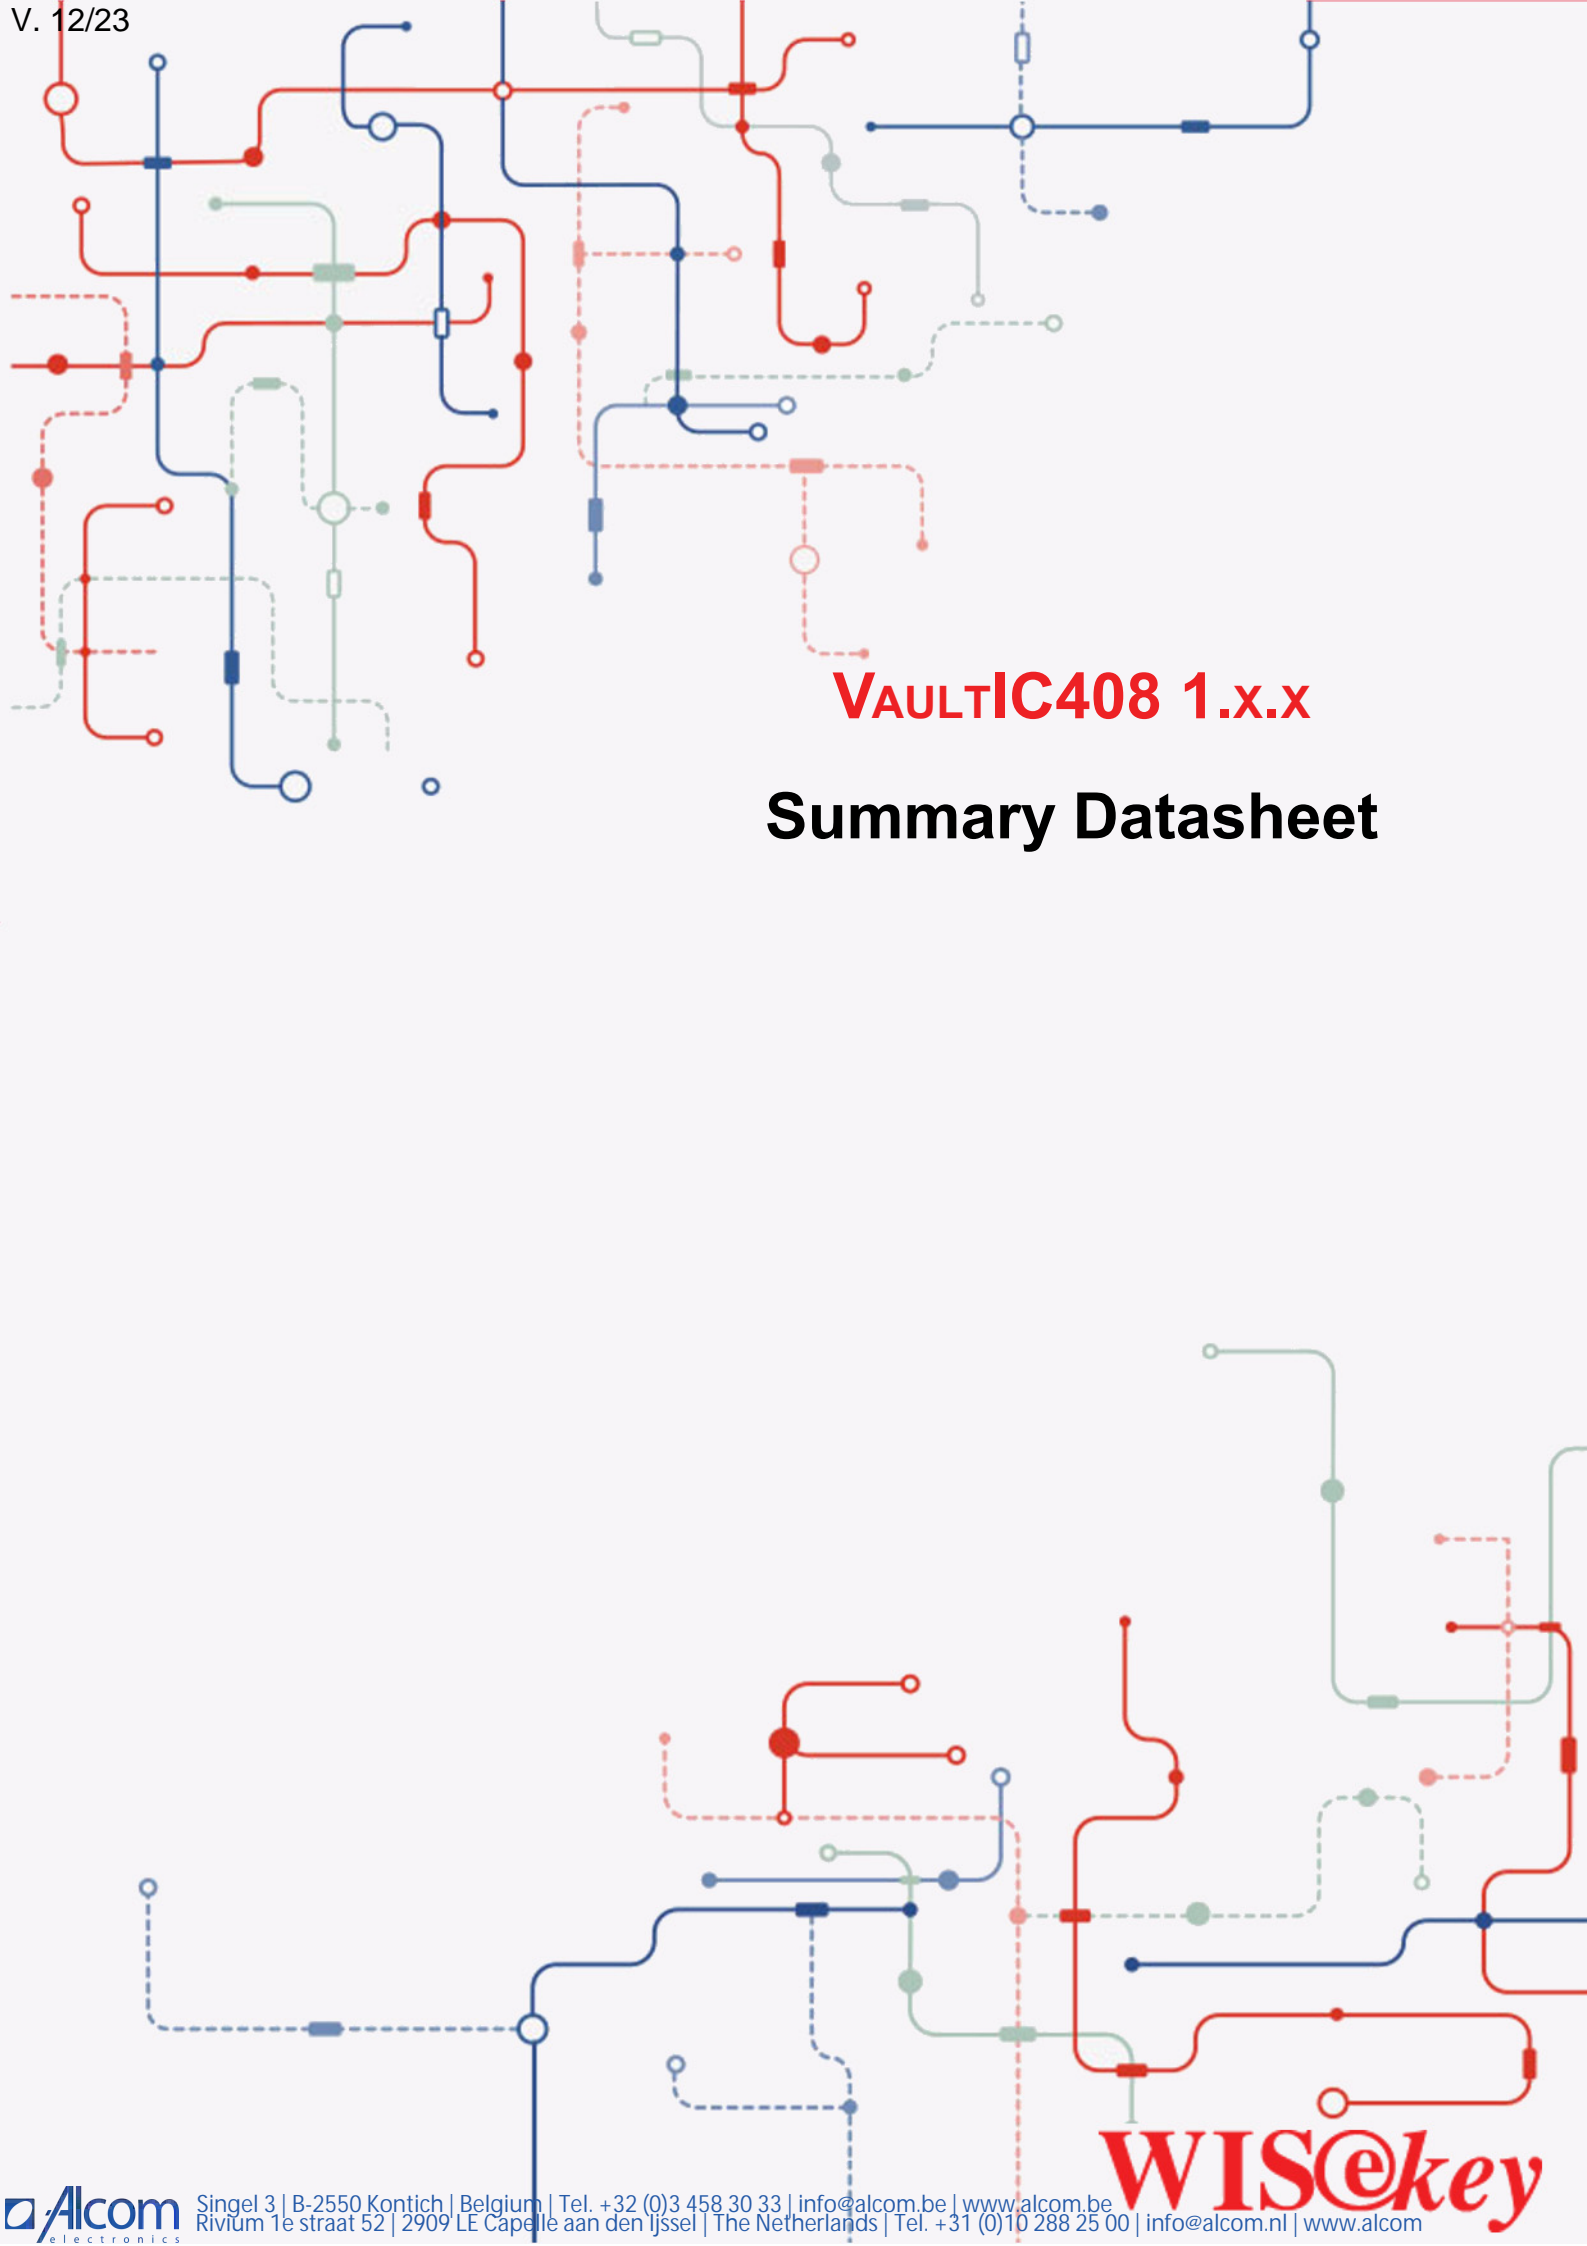 V. 12/23
VAULTIC408 1.X.X
Summary Datasheet
WISekey
Alcom
electronics
Singel 3 | B-2550 Kontich | Belgium | Tel. +32 (0)3 458 30 33 | info@alcom.be | www.alcom.be
Rivium 1e straat 52 | 2909 LE Capelle aan den Ijssel | The Netherlands | Tel. +31 (0)10 288 25 00 | info@alcom.nl | www.alcom